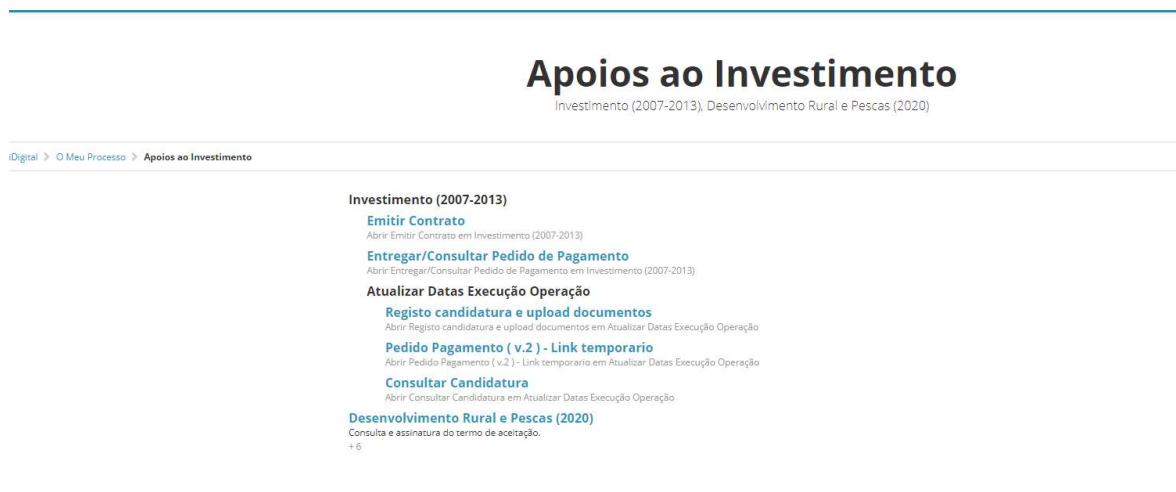 Apoios ao Investimento
Investimento (2007-2013), Desenvolvimento Rural e Pescas (2020)
iDigital > O Meu Processo > Apoios ao Investimento
Investimento (2007-2013)
Emitir Contrato
Abrir Emitir Contrato em Investimento (2007-2013)
Entregar/Consultar Pedido de Pagamento
Abrir Entregar/Consultar Pedido de Pagamento em Investimento (2007-2013)
Atualizar Datas Execução Operação
Registo candidatura e upload documentos
Abrir Registo candidatura e upload documentos em Atualizar Datas Execução Operação
Pedido Pagamento ( v.2 ) - Link temporario
Abrir Pedido Pagamento ( v.2 ) - Link temporario em Atualizar Datas Execução Operação
Consultar Candidatura
Abrir Consultar Candidatura em Atualizar Datas Execução Operação
Desenvolvimento Rural e Pescas (2020)
Consulta e assinatura do termo de aceitação.
+ 6